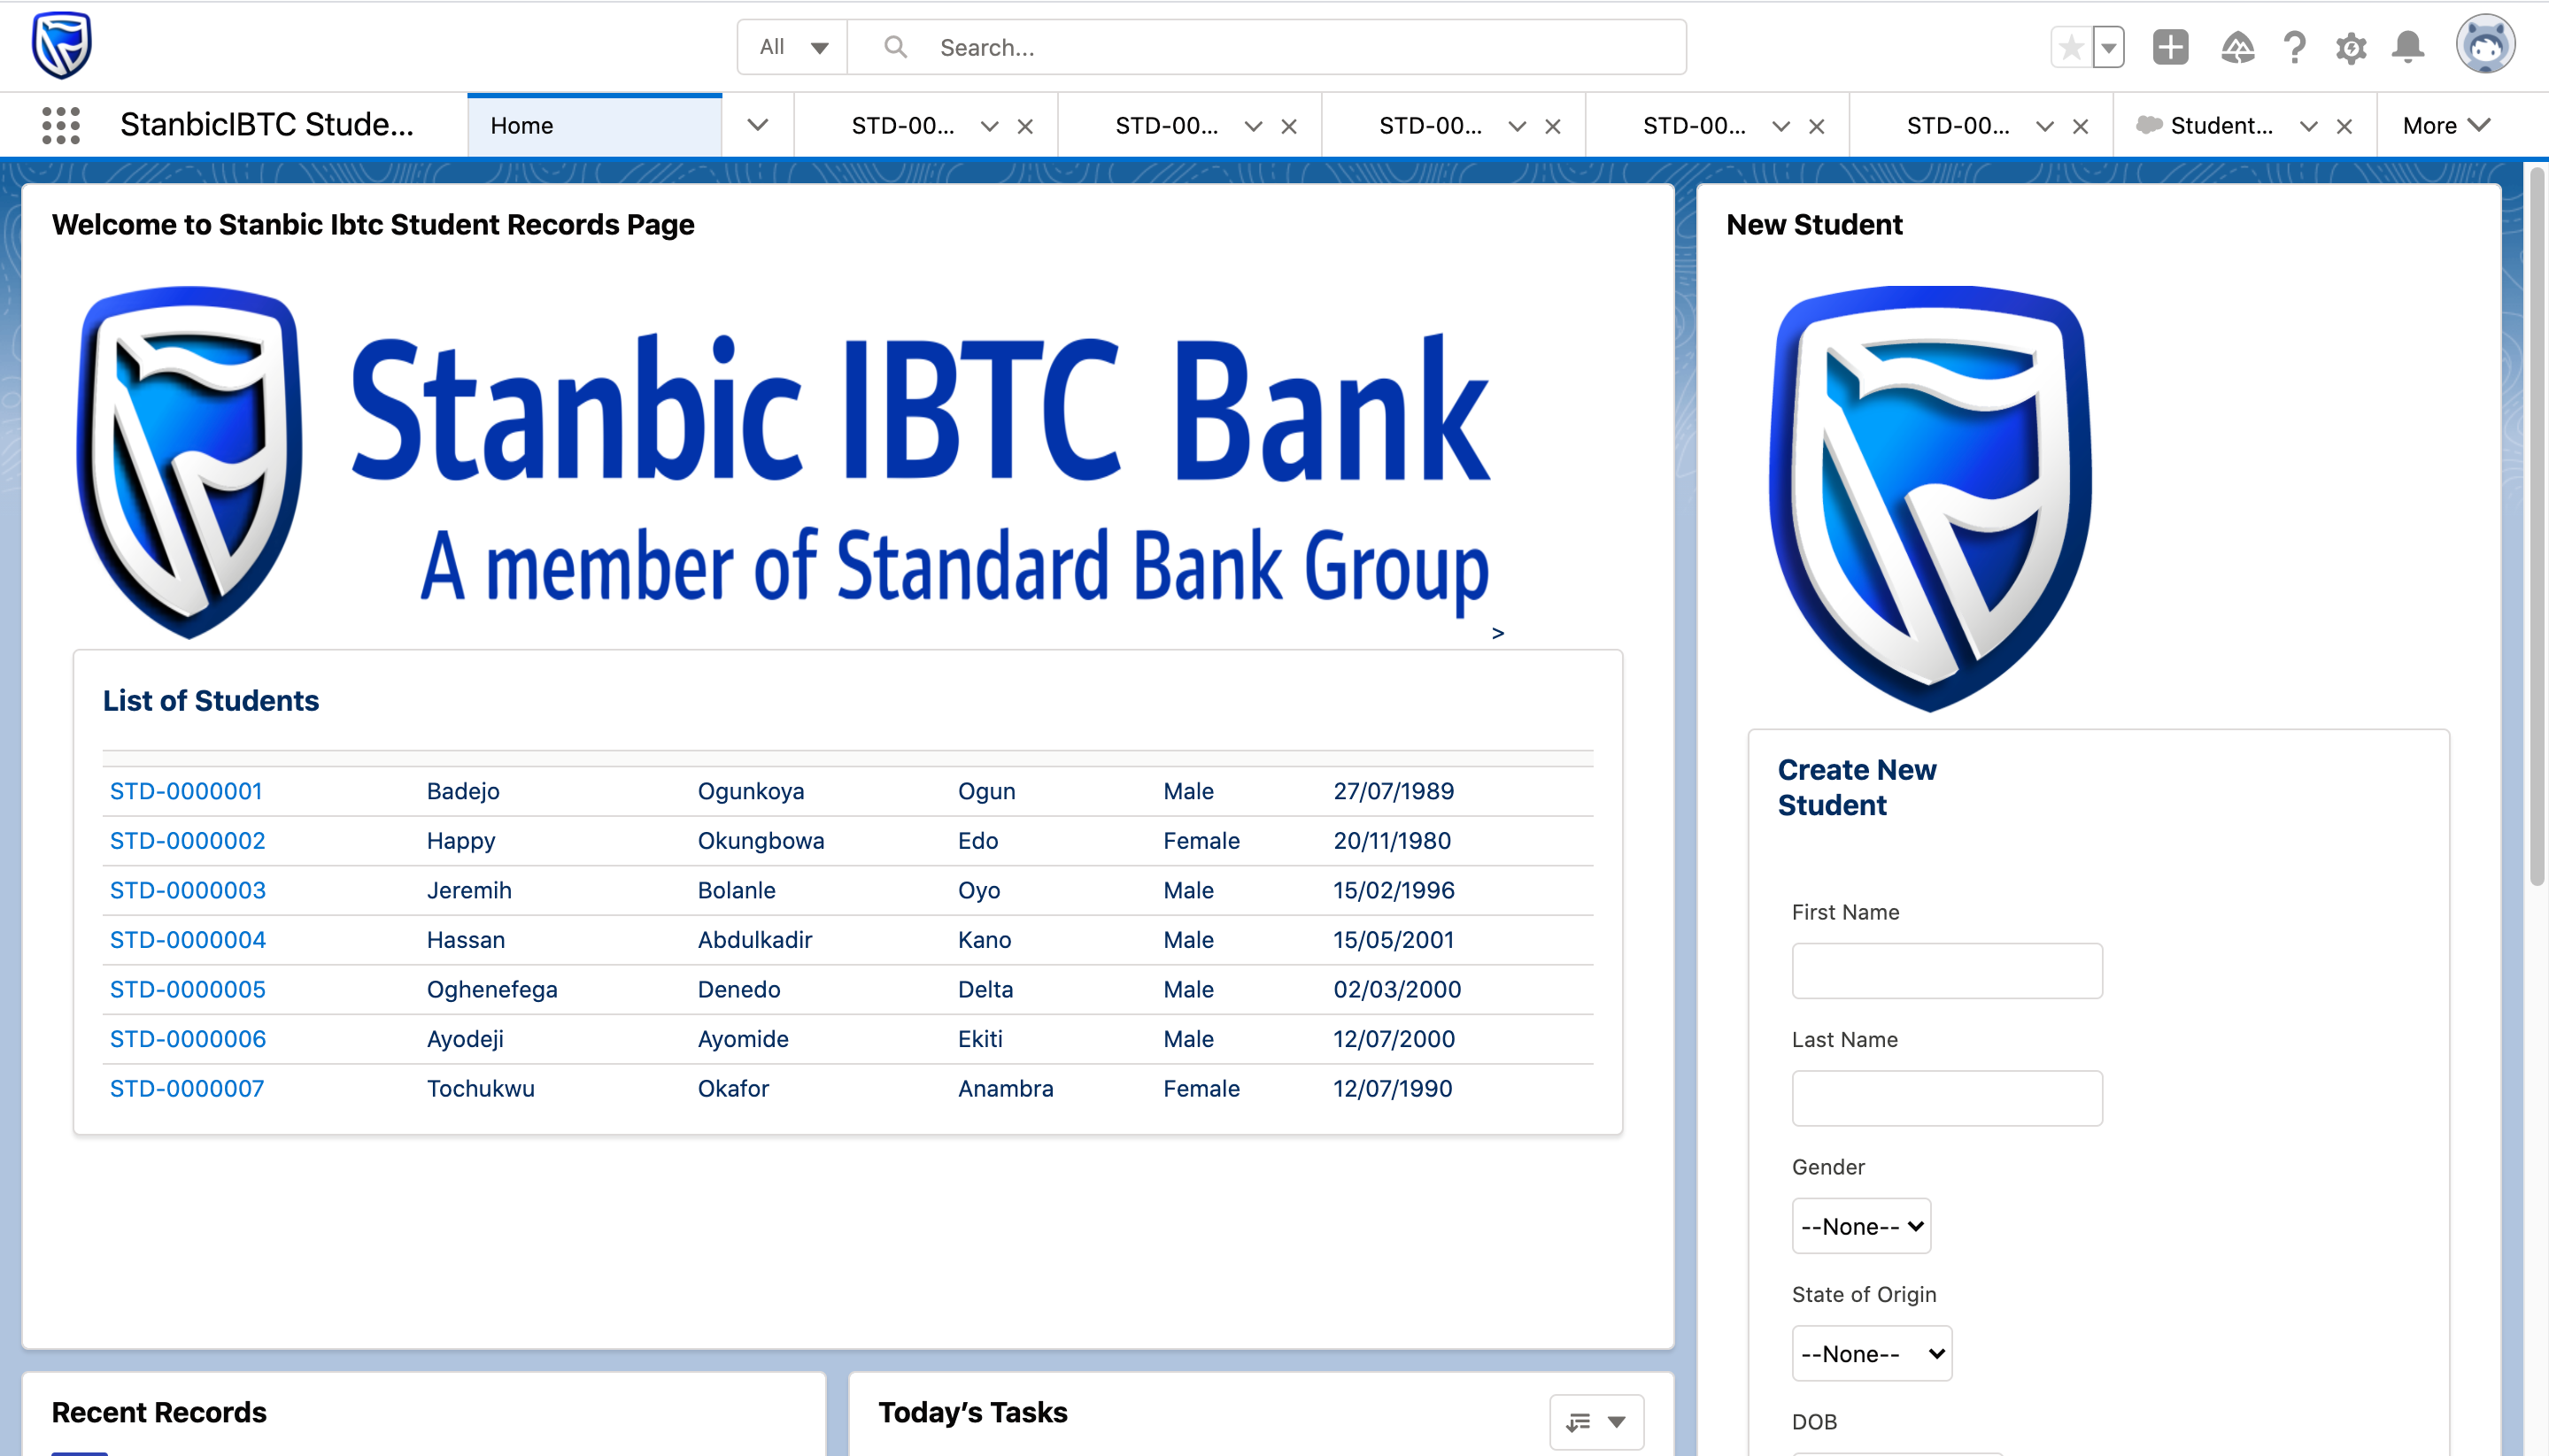 All Search...
StanbicIBTC Stude... Home STD-00... STD-00... STD-00... STD-00... STD-00... Student... More
Welcome to Stanbic Ibtc Student Records Page
Stanbic IBTC Bank
A member of Standard Bank Group
>
List of Students
STD-0000001 Badejo Ogunkoya Ogun Male 27/07/1989
STD-0000002 Happy Okungbowa Edo Female 20/11/1980
STD-0000003 Jeremih Bolanle Oyo Male 15/02/1996
STD-0000004 Hassan Abdulkadir Kano Male 15/05/2001
STD-0000005 Oghenefega Denedo Delta Male 02/03/2000
STD-0000006 Ayodeji Ayomide Ekiti Male 12/07/2000
STD-0000007 Tochukwu Okafor Anambra Female 12/07/1990
Recent Records
Today's Tasks
New Student
Create New
Student
First Name
Last Name
Gender
--None--
State of Origin
--None--
DOB